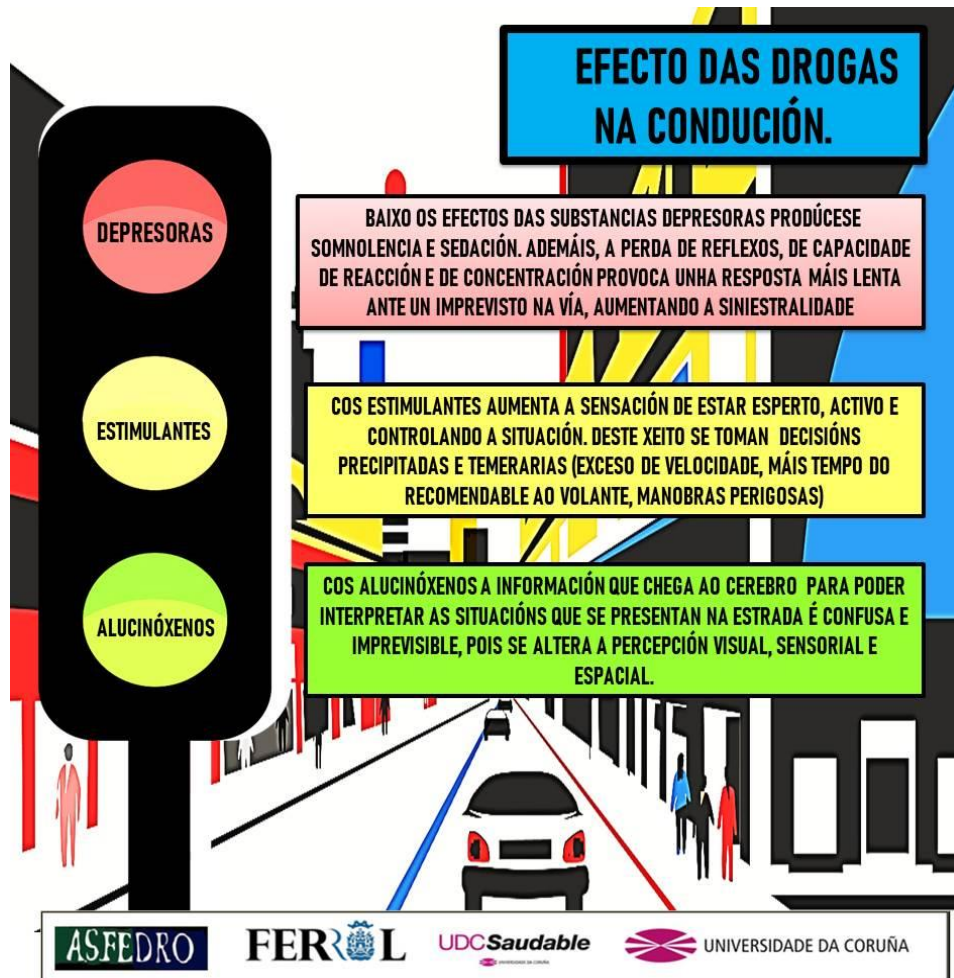 EFECTO DAS DROGAS
NA CONDUCIÓN.
DEPRESORAS
BAIXO OS EFECTOS DAS SUBSTANCIAS DEPRESORAS PRODÚCESE
SOMNOLENCIA E SEDACIÓN. ADEMÁIS, A PERDA DE REFLEXOS, DE CAPACIDADE
DE REACCIÓN E DE CONCENTRACIÓN PROVOCA UNHA RESPOSTA MÁIS LENTA
ANTE UN IMPREVISTO NA VÍA, AUMENTANDO A SINIESTRALIDADE
ESTIMULANTES
COS ESTIMULANTES AUMENTA A SENSACIÓN DE ESTAR ESPERTO, ACTIVO E
CONTROLANDO A SITUACIÓN. DESTE XEITO SE TOMAN DECISIÓNS
PRECIPITADAS E TEMERARIAS (EXCESO DE VELOCIDADE, MÁIS TEMPO DO
RECOMENDABLE AO VOLANTE, MANOBRAS PERIGOSAS)
ALUCINÓXENOS
COS ALUCINÓXENOS A INFORMACIÓN QUE CHEGA AO CEREBRO PARA PODER
INTERPRETAR AS SITUACIÓNS QUE SE PRESENTAN NA ESTRADA É CONFUSA E
IMPREVISIBLE, POIS SE ALTERA A PERCEPCIÓN VISUAL, SENSORIAL E
ESPACIAL.
ASFEDRO
FERROL
UDCSaudable
UNIVERSIDADE DA CORUÑA
UNIVERSIDADE DA CORUÑA